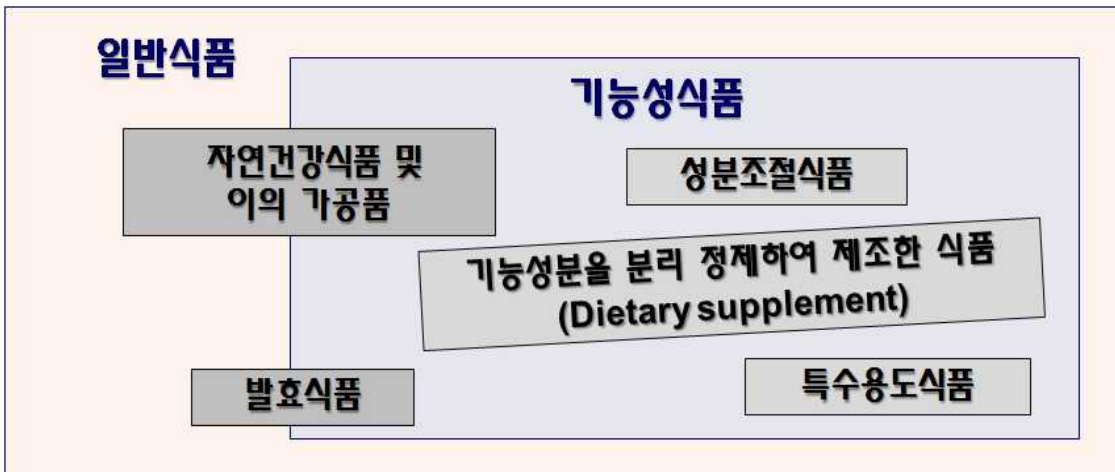 일반식품
기능성식품
자연건강식품 및
이의 가공품
성분조절식품
기능성분을 분리 정제하여 제조한 식품
(Dietary supplement)
발효식품
특수용도식품